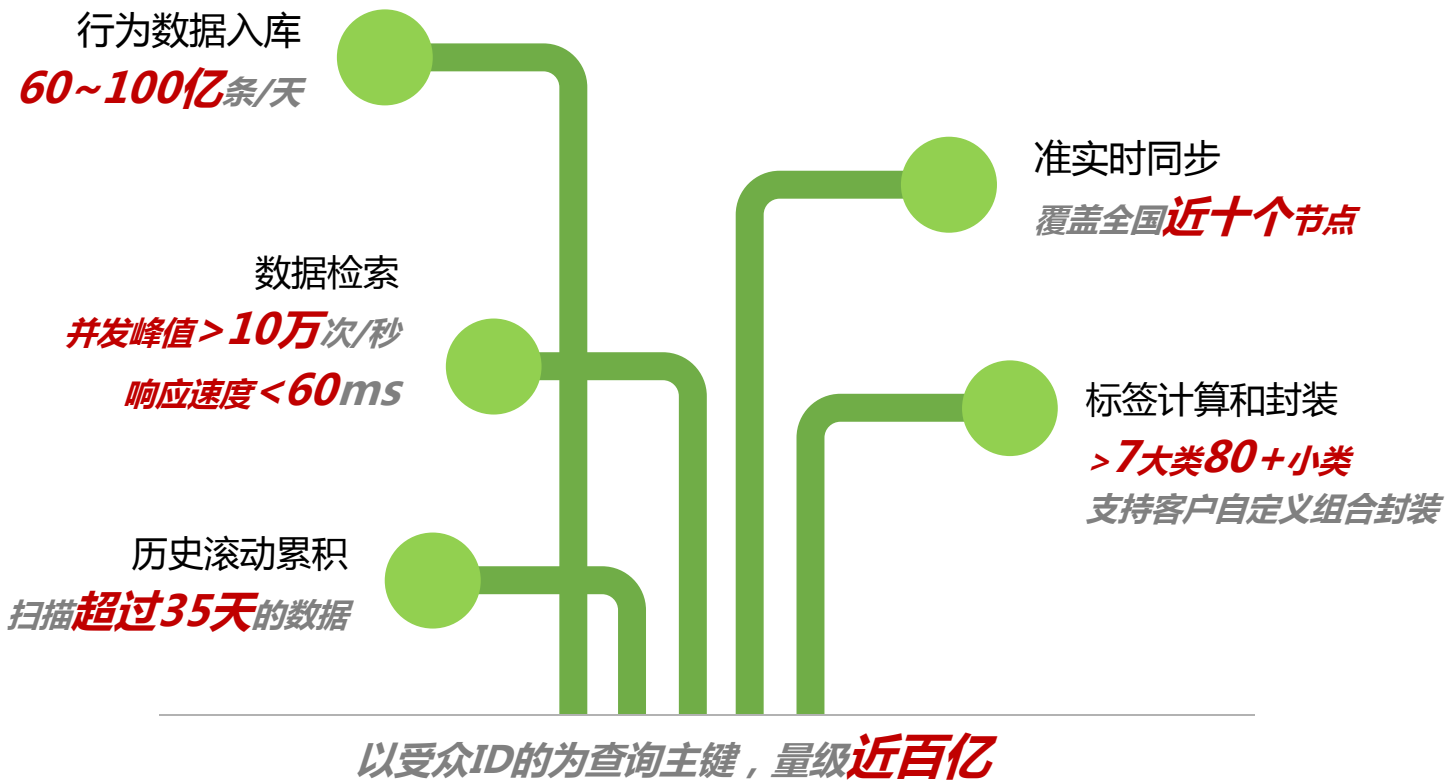 行为数据入库
60~100亿条/天
准实时同步
覆盖全国近十个节点
数据检索
并发峰值>10万次/秒
响应速度<60ms
标签计算和封装
>7大类80+小类
支持客户自定义组合封装
历史滚动累积
扫描超过35天的数据
以受众ID的为查询主键，量级近百亿